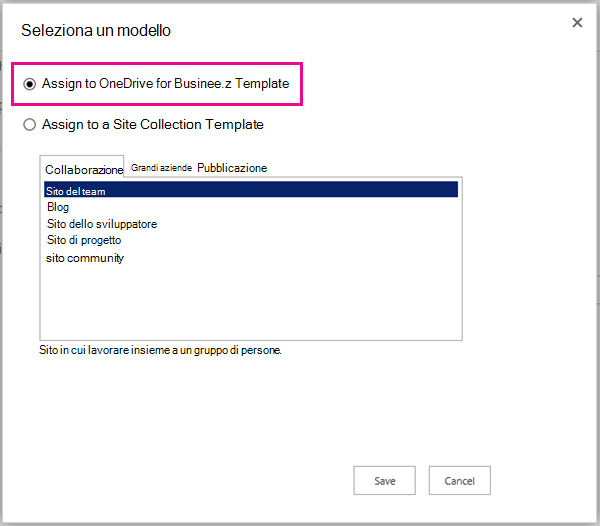 Seleziona un modello
Assign to OneDrive for Businee.z Template
Assign to a Site Collection Template
Collaborazione Grandi aziende Pubblicazione
Sito del team
Blog
Sito dello sviluppatore
Sito di progetto
sito community
Sito in cui lavorare insieme a un gruppo di persone.
Save Cancel